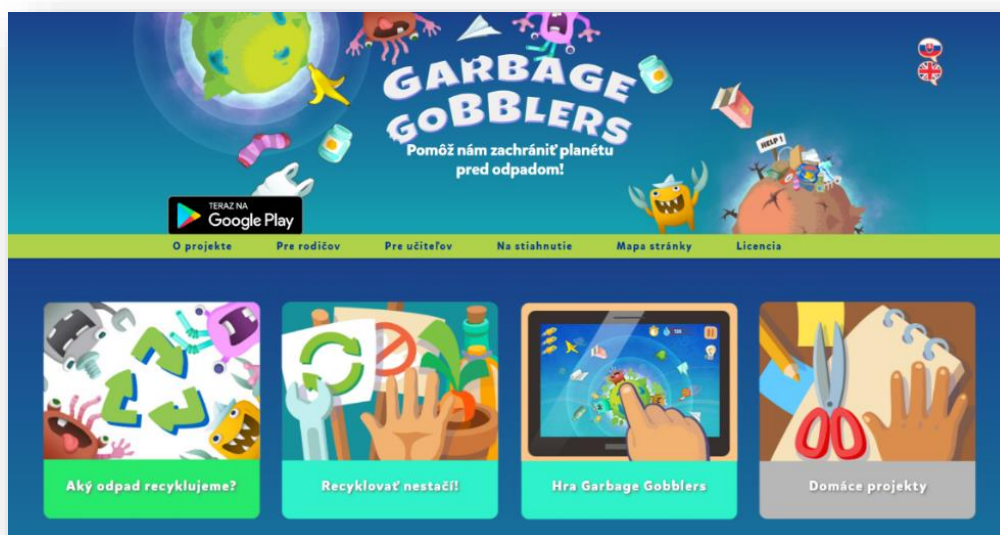 GARBAGE
GOBBLERS
Pomôž nám zachrániť planétu
pred odpadom!
HELP!
TERAZ NA
Google Play
O projekte Pre rodičov Pre učiteľov Na stiahnutie Mapa stránky Licencia
Aký odpad recyklujeme?
Recyklovať nestačí!
Hra Garbage Gobblers
Domáce projekty